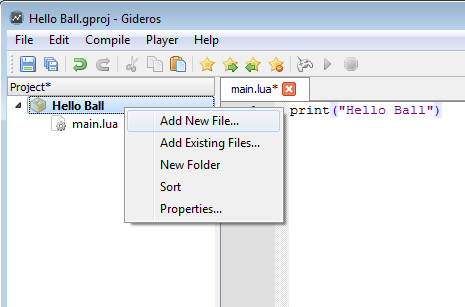 Hello Ball.gproj - Gideros
File Edit Compile Player Help
Project*
main.lua*
Hello Ball
main.lua
print("Hello Ball")
Add New File...
Add Existing Files...
New Folder
Sort
Properties...